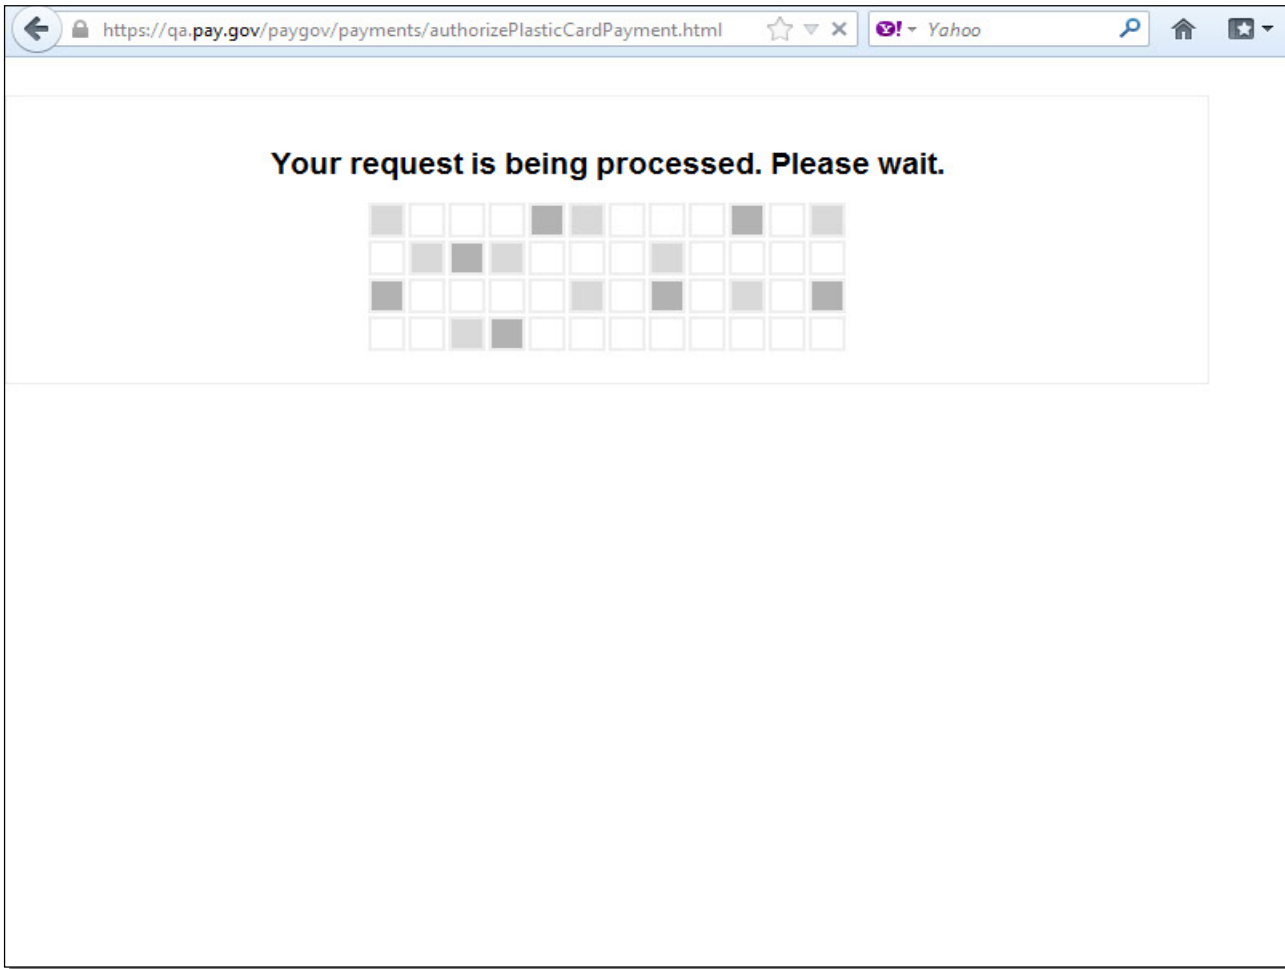 https://qa.pay.gov/paygov/payments/authorizePlasticCardPayment.html
Y! Yahoo
Your request is being processed. Please wait.